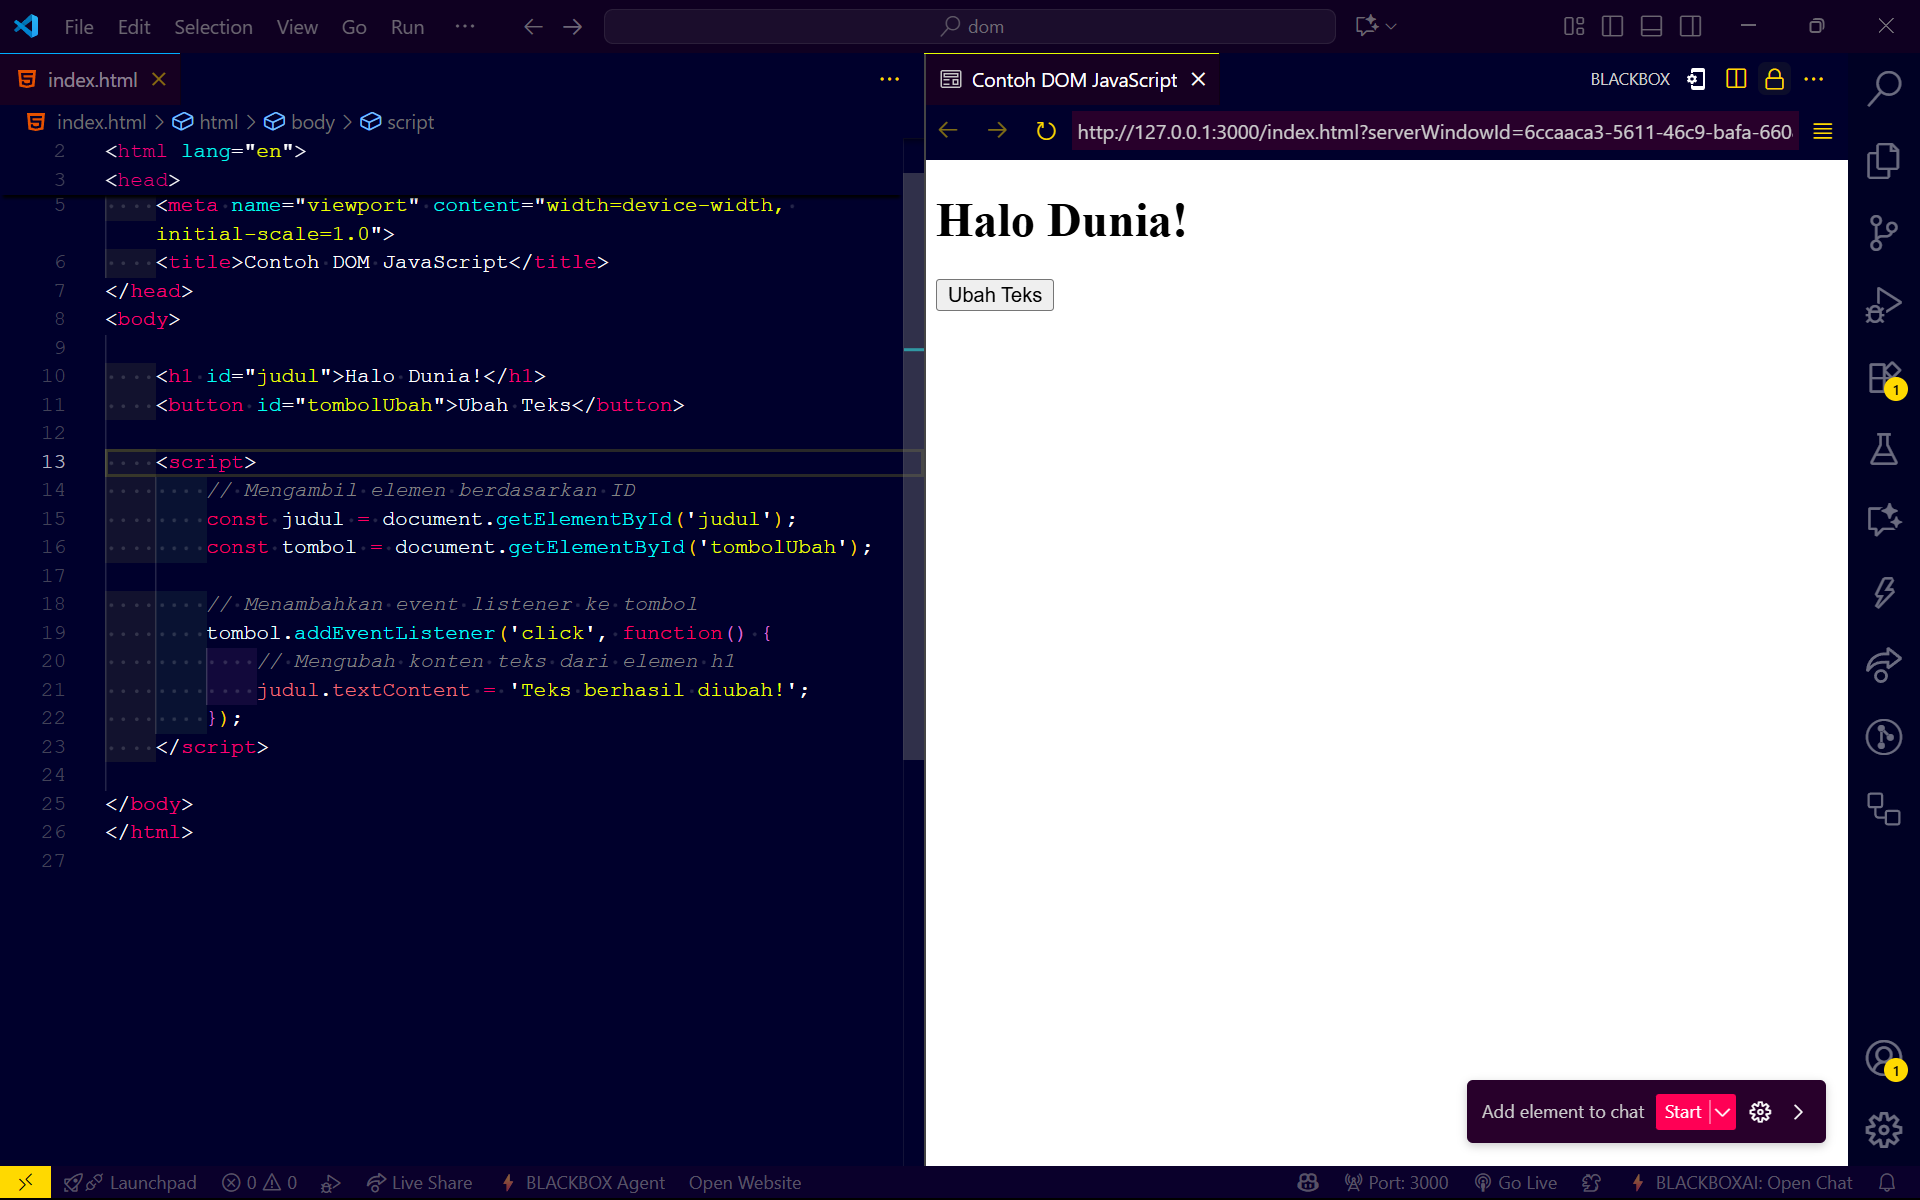 File Edit Selection View Go Run ··· dom
index.html
index.html > html > body > script
2 <html lang="en">
3 <head>
5 <meta name="viewport" content="width=device-width,
initial-scale=1.0">
6 <title>Contoh DOM JavaScript</title>
7 </head>
8 <body>
9
10 <h1 id="judul">Halo Dunia!</h1>
11 <button id="tombolUbah">Ubah Teks</button>
12
13 <script>
14 // Mengambil elemen berdasarkan ID
15 const judul = document.getElementById('judul');
16 const tombol = document.getElementById('tombolUbah');
17
18 // Menambahkan event listener ke tombol
19 tombol.addEventListener('click', function() {
20 // Mengubah konten teks dari elemen h1
21 judul.textContent = 'Teks berhasil diubah!';
22 });
23 </script>
24
25 </body>
26 </html>
27
Contoh DOM JavaScript
BLACKBOX
http://127.0.0.1:3000/index.html?serverWindowId=6ccaaca3-5611-46c9-bafa-660
Halo Dunia!
Ubah Teks
Add element to chat Start
1
1
Launchpad 0 0 Live Share BLACKBOX Agent Open Website Port: 3000 Go Live BLACKBOXAI: Open Chat